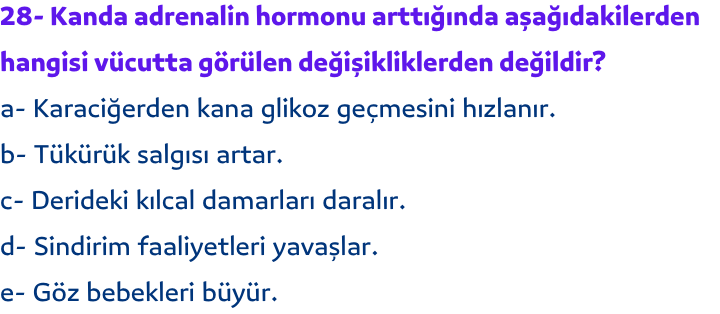 28- Kanda adrenalin hormonu arttığında aşağıdakilerden
hangisi vücutta görülen değişikliklerden değildir?
a- Karaciğerden kana glikoz geçmesini hızlanır.
b- Tükürük salgısı artar.
c- Derideki kılcal damarları daralır.
d- Sindirim faaliyetleri yavaşlar.
e- Göz bebekleri büyür.